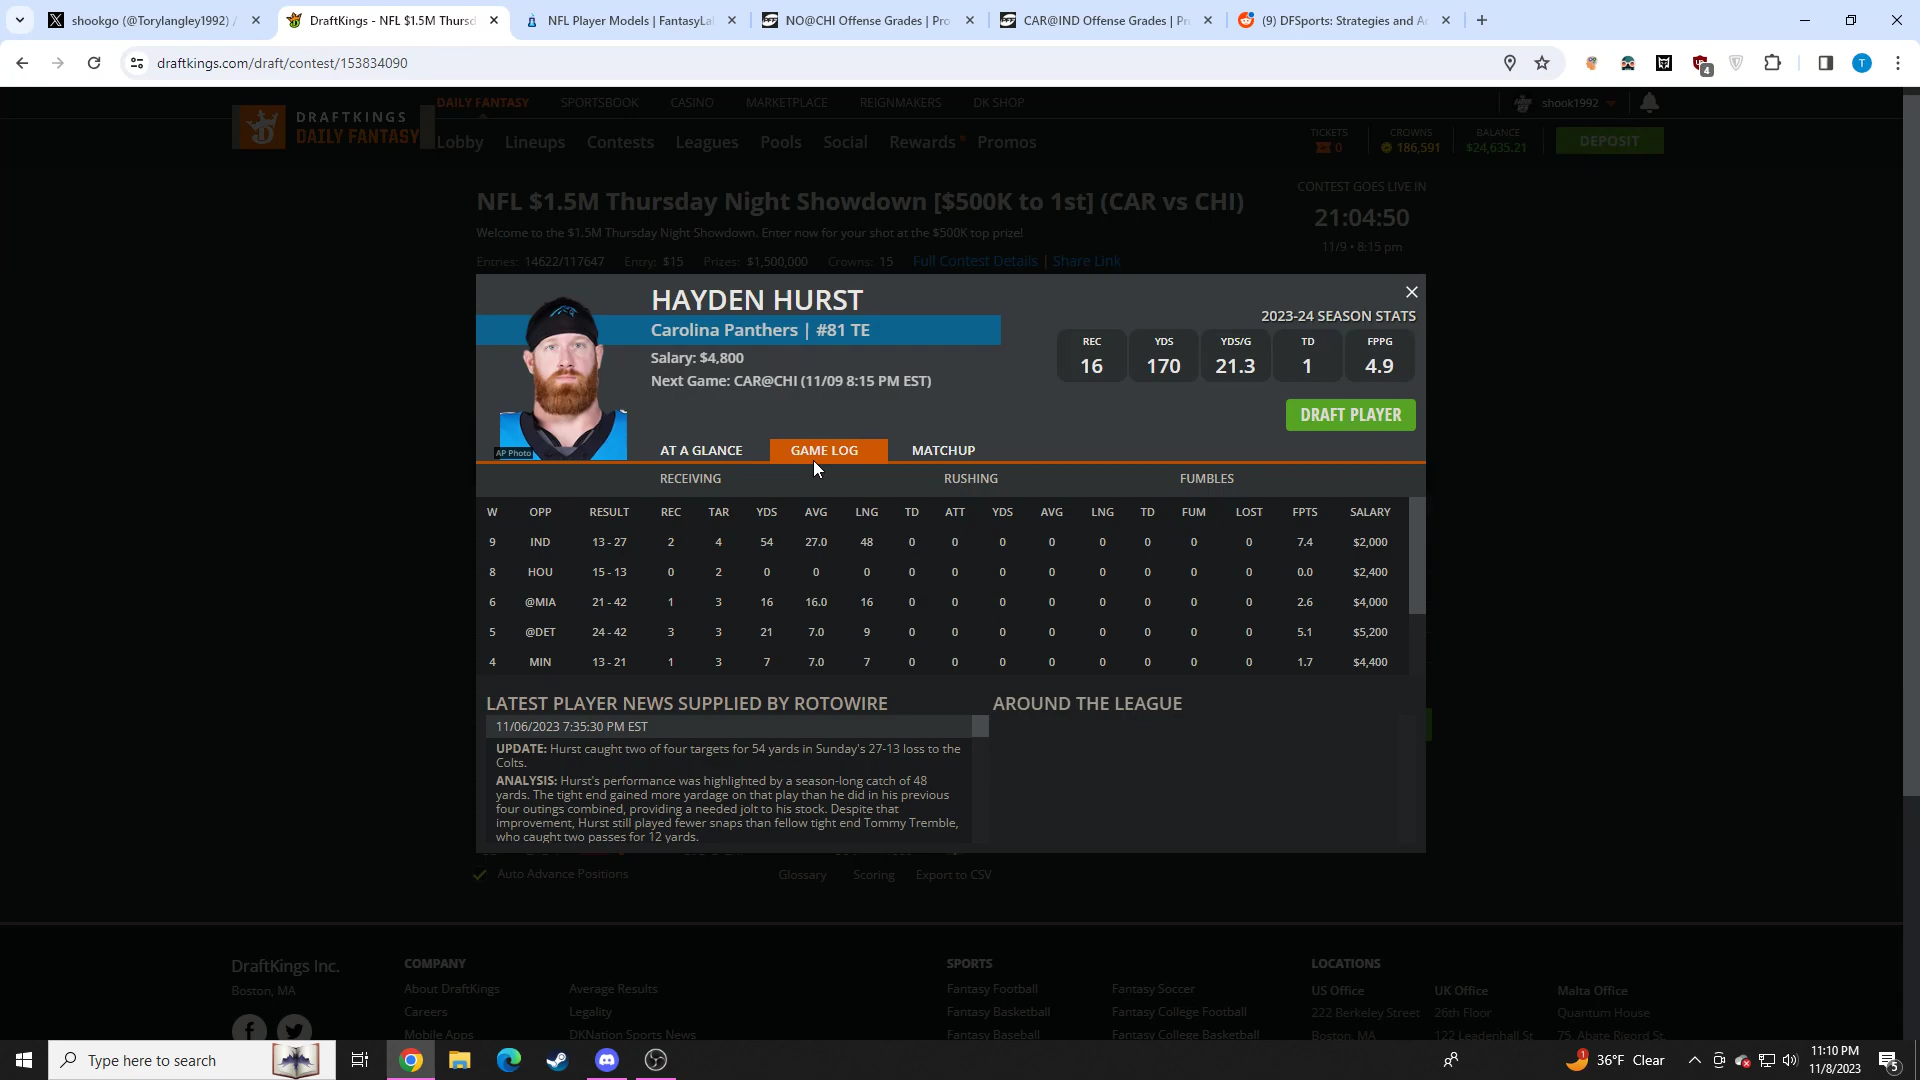 shookgo (@Torylangley1992) /
DraftKings - NFL $1.5M Thursd
NFL Player Models | FantasyLa
NO@CHI Offense Grades | Pro
CAR@IND Offense Grades | Pr
(9) DFSports: Strategies and A
draftkings.com/draft/contest/153834090
4
T
DAILY FANTASY SPORTSBOOK CASINO MARKETPLACE REIGNMAKERS DK SHOP
shook1992
DRAFTKINGS
DAILY FANTASY
Lobby Lineups Contests Leagues Pools Social Rewards Promos
TICKETS CROWNS BALANCE
0 186,591 $24,635.21
DEPOSIT
NFL $1.5M Thursday Night Showdown [$500K to 1st] (CAR vs CHI)
Welcome to the $1.5M Thursday Night Showdown. Enter now for your shot at the $500K top prize!
Entries: 14622/117647 Entry: $15 Prizes: $1,500,000 Crowns: 15 Full Contest Details | Share Link
CONTEST GOES LIVE IN
21:04:50
11/9 • 8:15 pm
HAYDEN HURST
Carolina Panthers | #81 TE
Salary: $4,800
Next Game: CAR@CHI (11/09 8:15 PM EST)
AP Photo
2023-24 SEASON STATS
REC YDS YDS/G TD FPPG
16 170 21.3 1 4.9
DRAFT PLAYER
AT A GLANCE GAME LOG MATCHUP
RECEIVING RUSHING FUMBLES
W OPP RESULT REC TAR YDS AVG LNG TD ATT YDS AVG LNG TD FUM LOST FPTS SALARY
9 IND 13 - 27 2 4 54 27.0 48 0 0 0 0 0 0 0 0 7.4 $2,000
8 HOU 15 - 13 0 2 0 0 0 0 0 0 0 0 0 0 0 0.0 $2,400
6 @MIA 21 - 42 1 3 16 16.0 16 0 0 0 0 0 0 0 0 2.6 $4,000
5 @DET 24 - 42 3 3 21 7.0 9 0 0 0 0 0 0 0 0 5.1 $5,200
4 MIN 13 - 21 1 3 7 7.0 7 0 0 0 0 0 0 0 0 1.7 $4,400
LATEST PLAYER NEWS SUPPLIED BY ROTOWIRE
11/06/2023 7:35:30 PM EST
UPDATE: Hurst caught two of four targets for 54 yards in Sunday's 27-13 loss to the
Colts.
ANALYSIS: Hurst's performance was highlighted by a season-long catch of 48
yards. The tight end gained more yardage on that play than he did in his previous
four outings combined, providing a needed jolt to his stock. Despite that
improvement, Hurst still played fewer snaps than fellow tight end Tommy Tremble,
who caught two passes for 12 yards.
AROUND THE LEAGUE
Auto Advance Positions
Glossary Scoring Export to CSV
DraftKings Inc.
Boston, MA
COMPANY
About DraftKings Average Results
Careers Legality
Mobile Apps DKNation Sports News
SPORTS
Fantasy Football Fantasy Soccer
Fantasy Basketball Fantasy College Football
Fantasy Baseball Fantasy College Basketball
LOCATIONS
US Office UK Office Malta Office
222 Berkeley Street 26th Floor Quantum House
Boston, MA 122 Leadenhall St. 75, Abate Rigord St.
Type here to search
1
36°F Clear
11:10 PM
11/8/2023
5